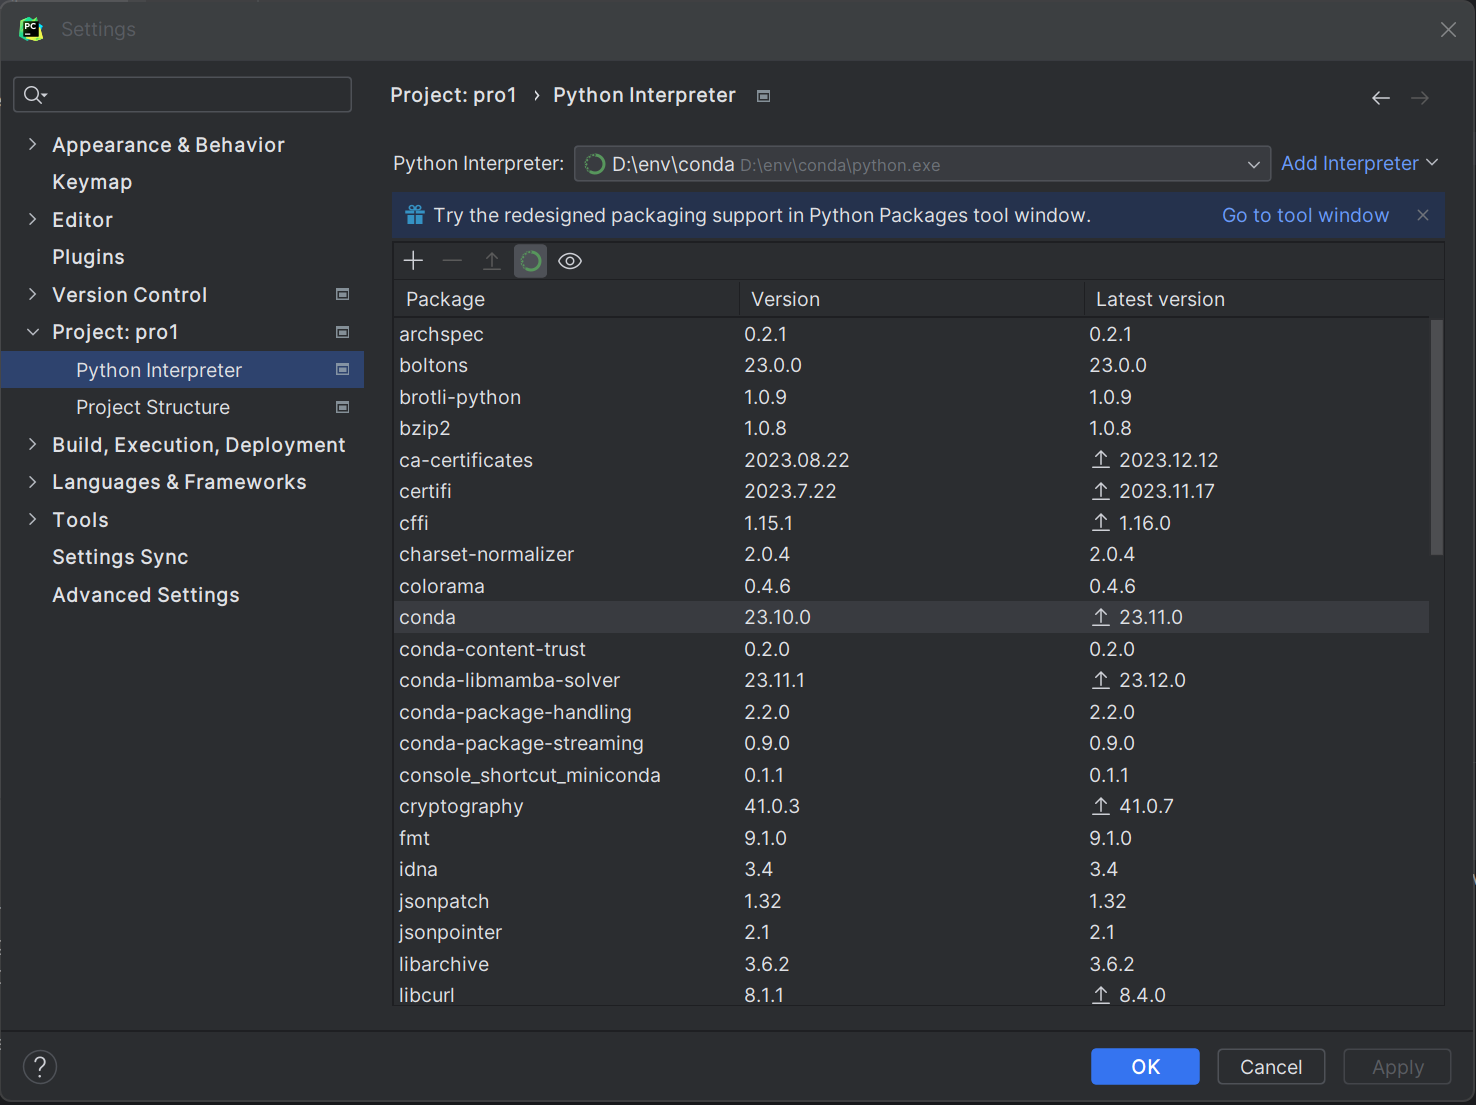 PC
Settings
Project: pro1 › Python Interpreter
Python Interpreter: D:\env\conda D:\env\conda\python.exe Add Interpreter
Try the redesigned packaging support in Python Packages tool window. Go to tool window
Appearance & Behavior
Keymap
Editor
Plugins
Version Control
Project: pro1
Python Interpreter
Project Structure
Build, Execution, Deployment
Languages & Frameworks
Tools
Settings Sync
Advanced Settings
Package Version Latest version
archspec 0.2.1 0.2.1
boltons 23.0.0 23.0.0
brotli-python 1.0.9 1.0.9
bzip2 1.0.8 1.0.8
ca-certificates 2023.08.22 2023.12.12
certifi 2023.7.22 2023.11.17
cffi 1.15.1 1.16.0
charset-normalizer 2.0.4 2.0.4
colorama 0.4.6 0.4.6
conda 23.10.0 23.11.0
conda-content-trust 0.2.0 0.2.0
conda-libmamba-solver 23.11.1 23.12.0
conda-package-handling 2.2.0 2.2.0
conda-package-streaming 0.9.0 0.9.0
console_shortcut_miniconda 0.1.1 0.1.1
cryptography 41.0.3 41.0.7
fmt 9.1.0 9.1.0
idna 3.4 3.4
jsonpatch 1.32 1.32
jsonpointer 2.1 2.1
libarchive 3.6.2 3.6.2
libcurl 8.1.1 8.4.0
? OK Cancel Apply